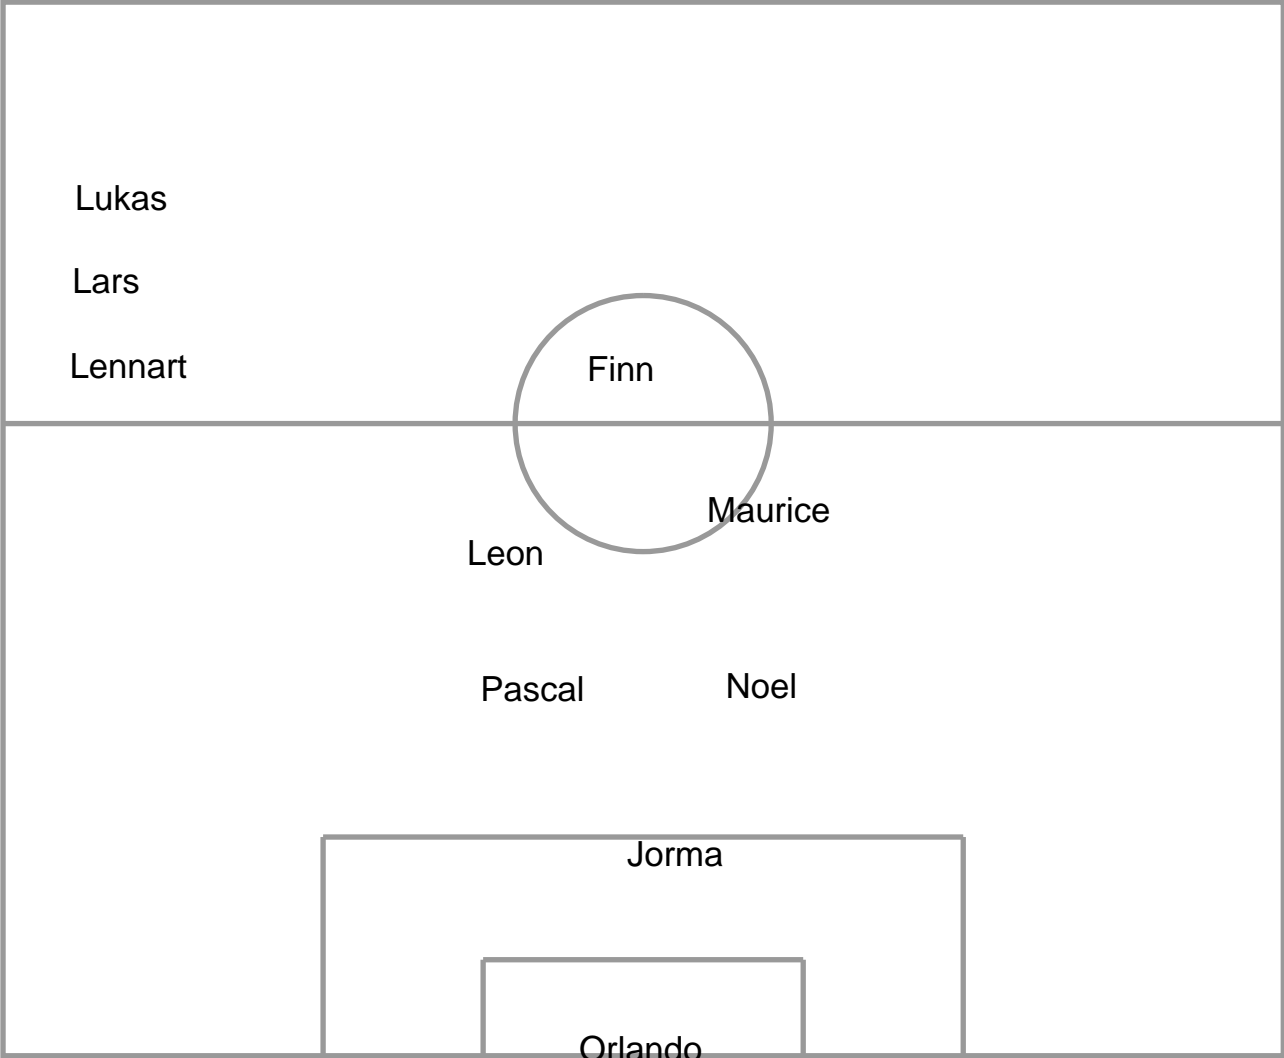 Lukas
Lars
Lennart
Finn
Maurice
Leon
Pascal
Noel
Jorma
Orlando